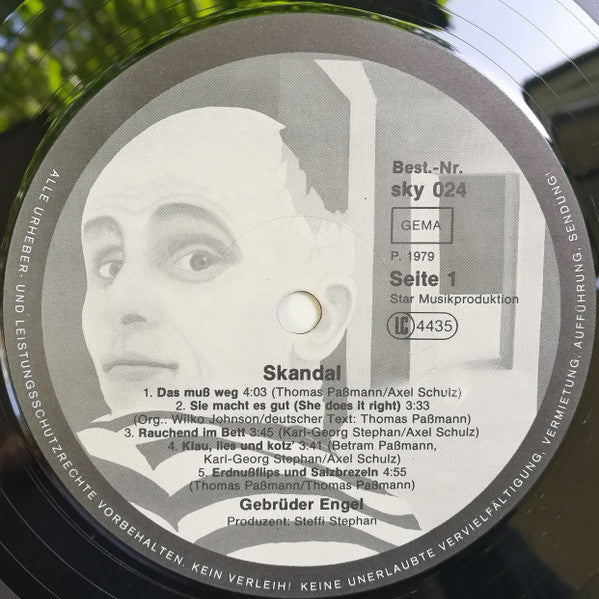 Best.-Nr.
sky 024
GEMA
P. 1979
Seite 1
Star Musikproduktion
LC 4435
Skandal
1. Das muß weg 4:03 (Thomas Paßmann/Axel Schulz)
2. Sie macht es gut (She does it right) 3:33
(Org.: Wilko Johnson/deutscher Text: Thomas Paßmann)
3. Rauchend im Bett 3:45 (Karl-Georg Stephan/Axel Schulz)
4. Klau, lies und kotz' 3:41 (Betram Paßmann,
Karl-Georg Stephan/Axel Schulz)
5. Erdnußflips und Salzbrezeln 4:55
(Thomas Paßmann/Thomas Paßmann)
Gebrüder Engel
Produzent: Steffi Stephan
ALLE URHEBER- UND LEISTUNGSSCHUTZRECHTE VORBEHALTEN. KEIN VERLEIH! KEINE UNERLAUBTE VERVIELFÄLTIGUNG, VERMIETUNG, AUFFÜHRUNG, SENDUNG!